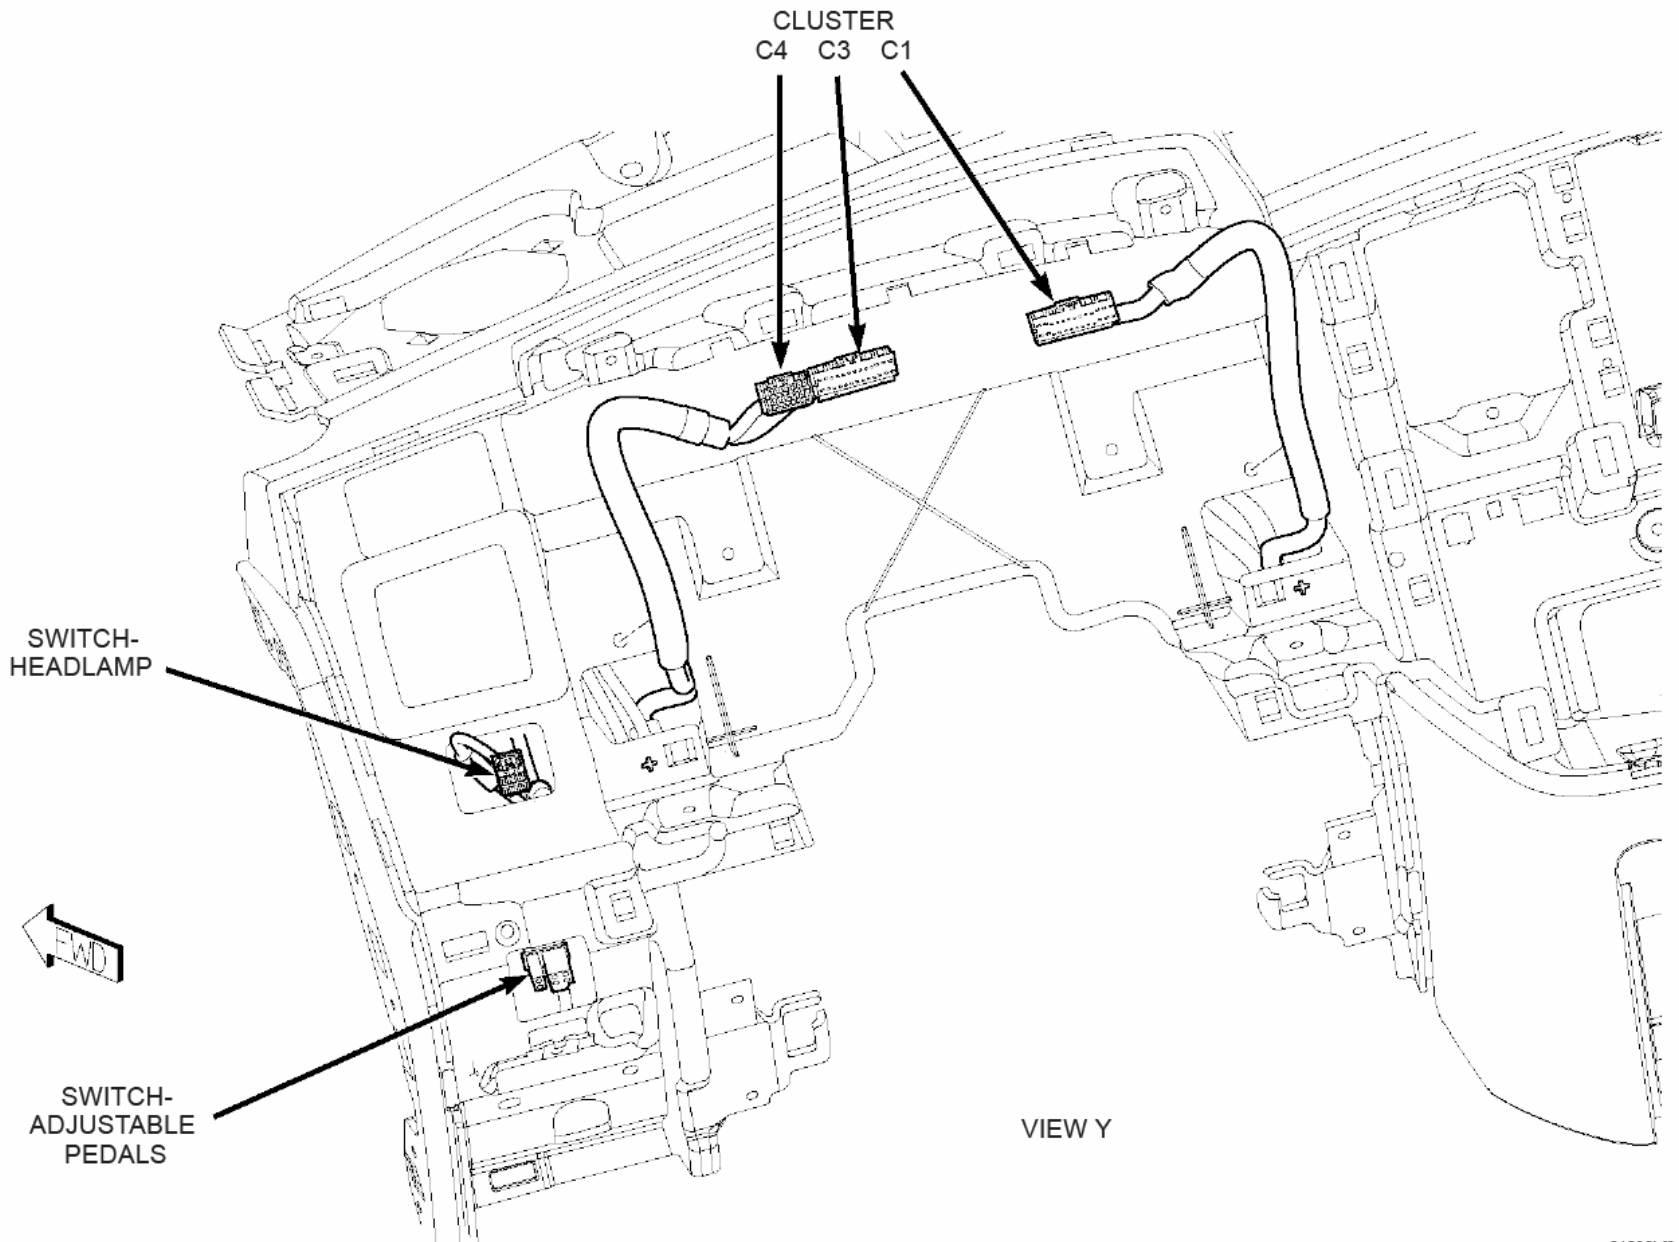 CLUSTER
C4 C3 C1
SWITCH-
HEADLAMP
FWD
SWITCH-
ADJUSTABLE
PEDALS
VIEW Y